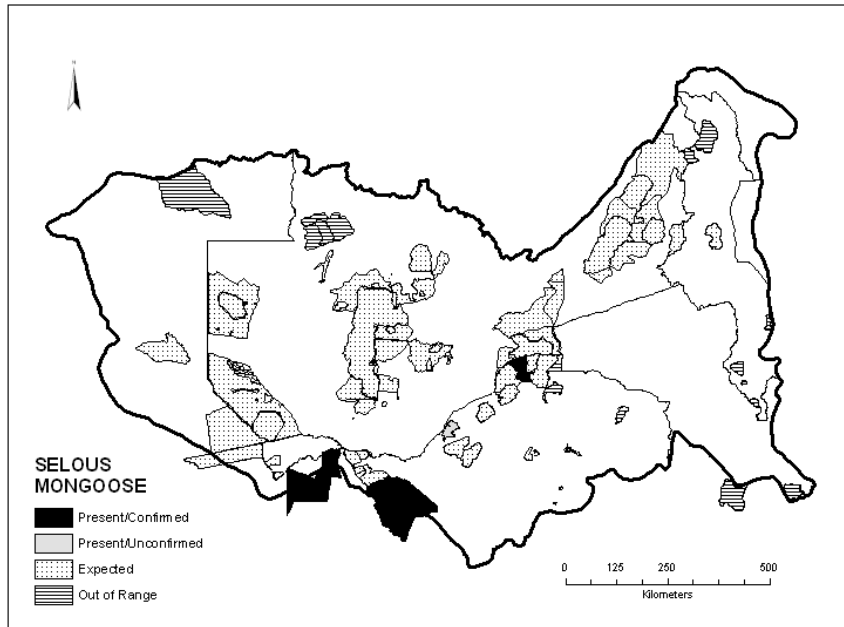 N
SELOUS
MONGOOSE
Present/Confirmed
Present/Unconfirmed
Expected
Out of Range
0 125 250 500
Kilometers